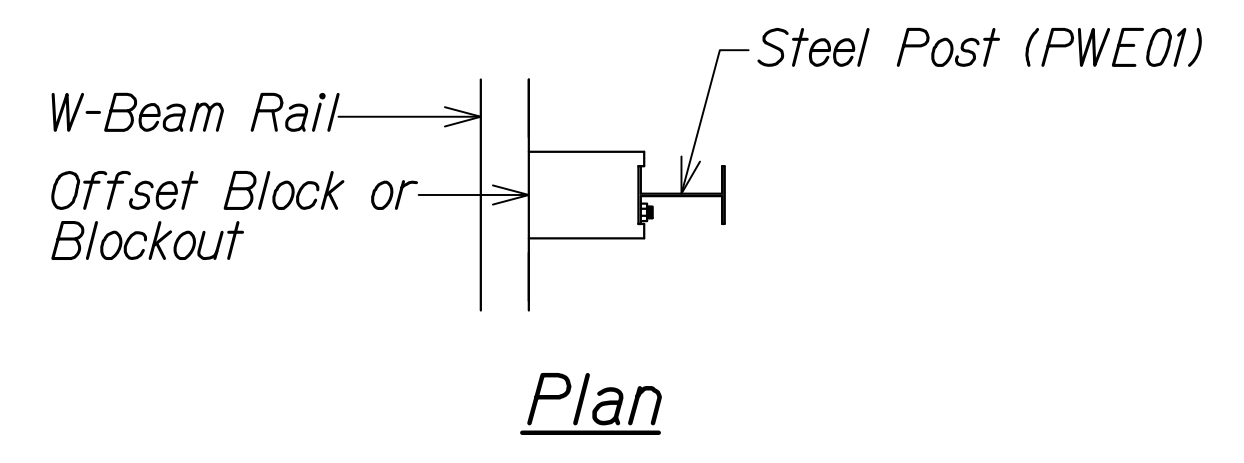 Steel Post (PWE01)
W-Beam Rail
Offset Block or
Blockout
Plan